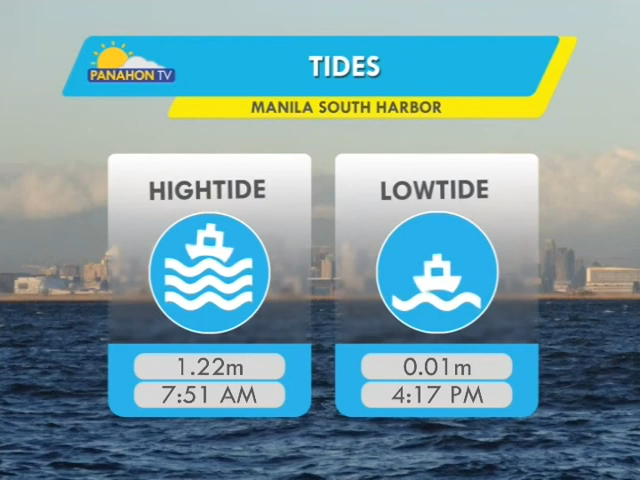 PANAHON TV
TIDES
MANILA SOUTH HARBOR
HIGHTIDE
1.22m
7:51 AM
LOWTIDE
0.01m
4:17 PM